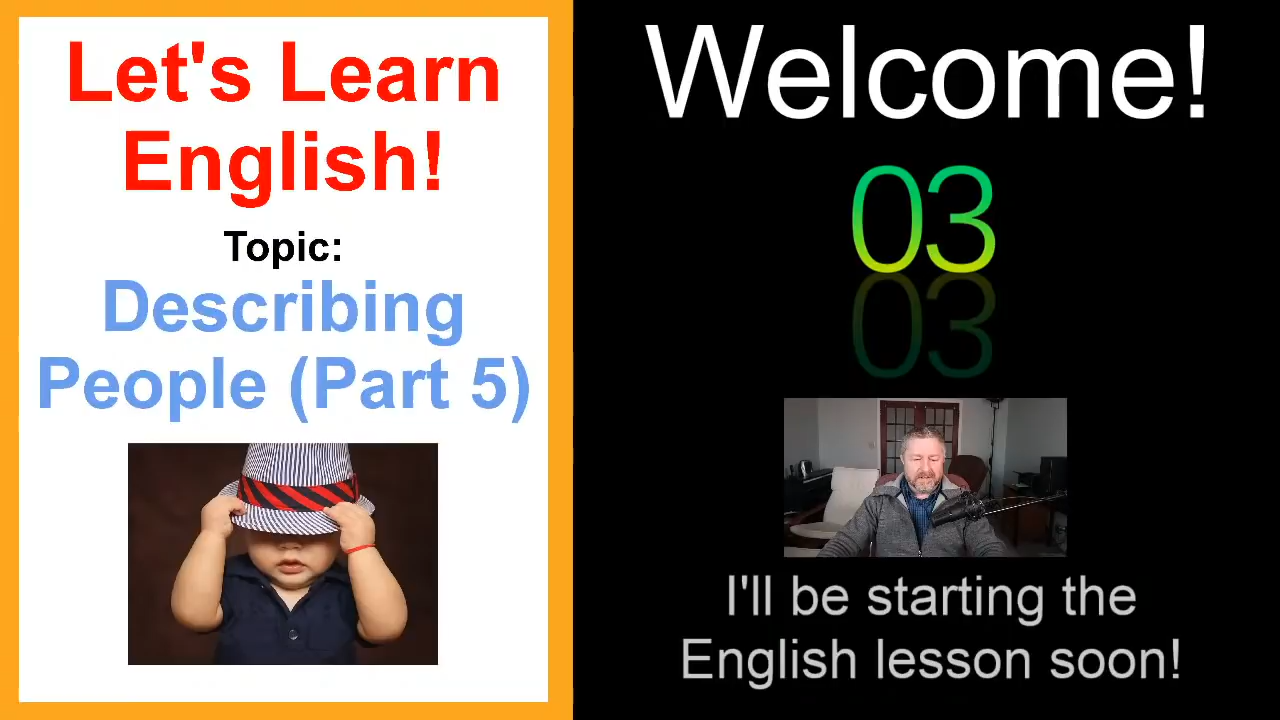 Let's Learn
English!
Topic:
Describing
People (Part 5)
Welcome!
03
I'll be starting the
English lesson soon!